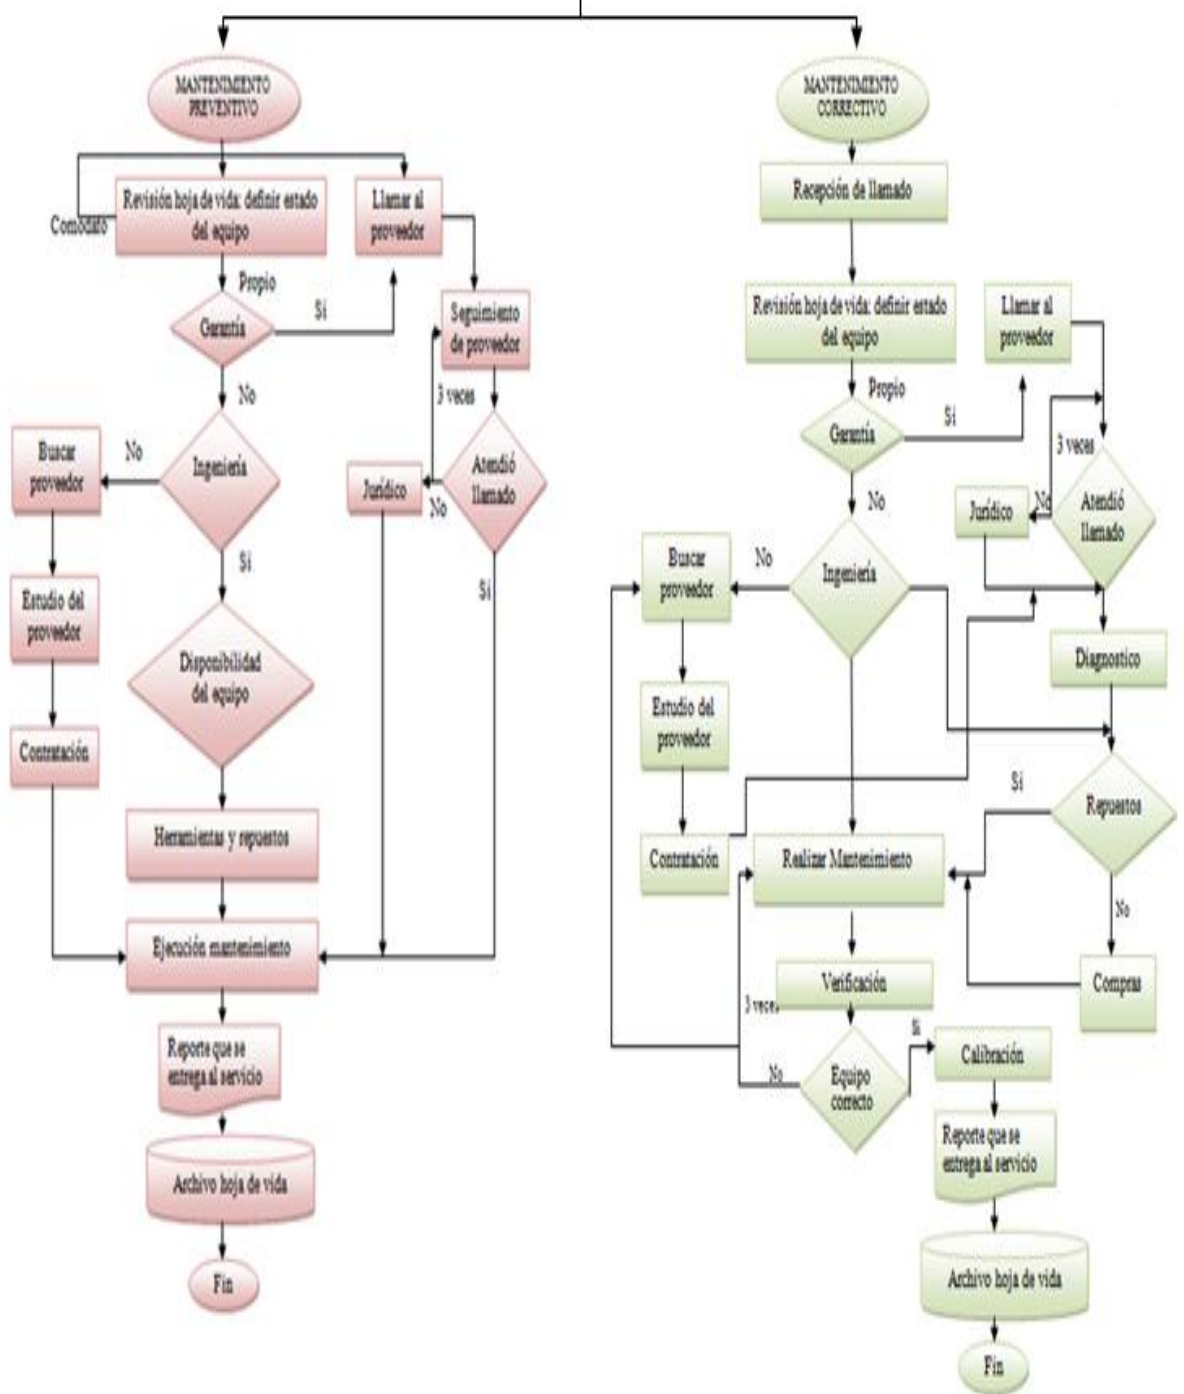 MANTENIMIENTO
PREVENTIVO
Revisión hoja de vida: definir estado
del equipo
Comodato
Llamar al
proveedor
Propio
Garantía
Si
Seguimiento
de proveedor
No
3 veces
Buscar
proveedor
No
Ingeniería
Jurídico
No
Atendió
llamado
Si
Si
Estudio del
proveedor
Disponibilidad
del equipo
Contratación
Herramientas y repuestos
Ejecución mantenimiento
Reporte que se
entrega al servicio
Archivo hoja de vida
Fin
MANTENIMIENTO
CORRECTIVO
Recepción de llamado
Revisión hoja de vida: definir estado
del equipo
Llamar al
proveedor
Propio
Garantía
Si
3 veces
No
Jurídico
No
Atendió
llamado
Buscar
proveedor
No
Ingeniería
Diagnostico
Estudio del
proveedor
Si
Repuestos
Contratación
Realizar Mantenimiento
No
Verificación
Compras
3 veces
si
Calibración
No
Equipo
correcto
Reporte que se
entrega al servicio
Archivo hoja de vida
Fin